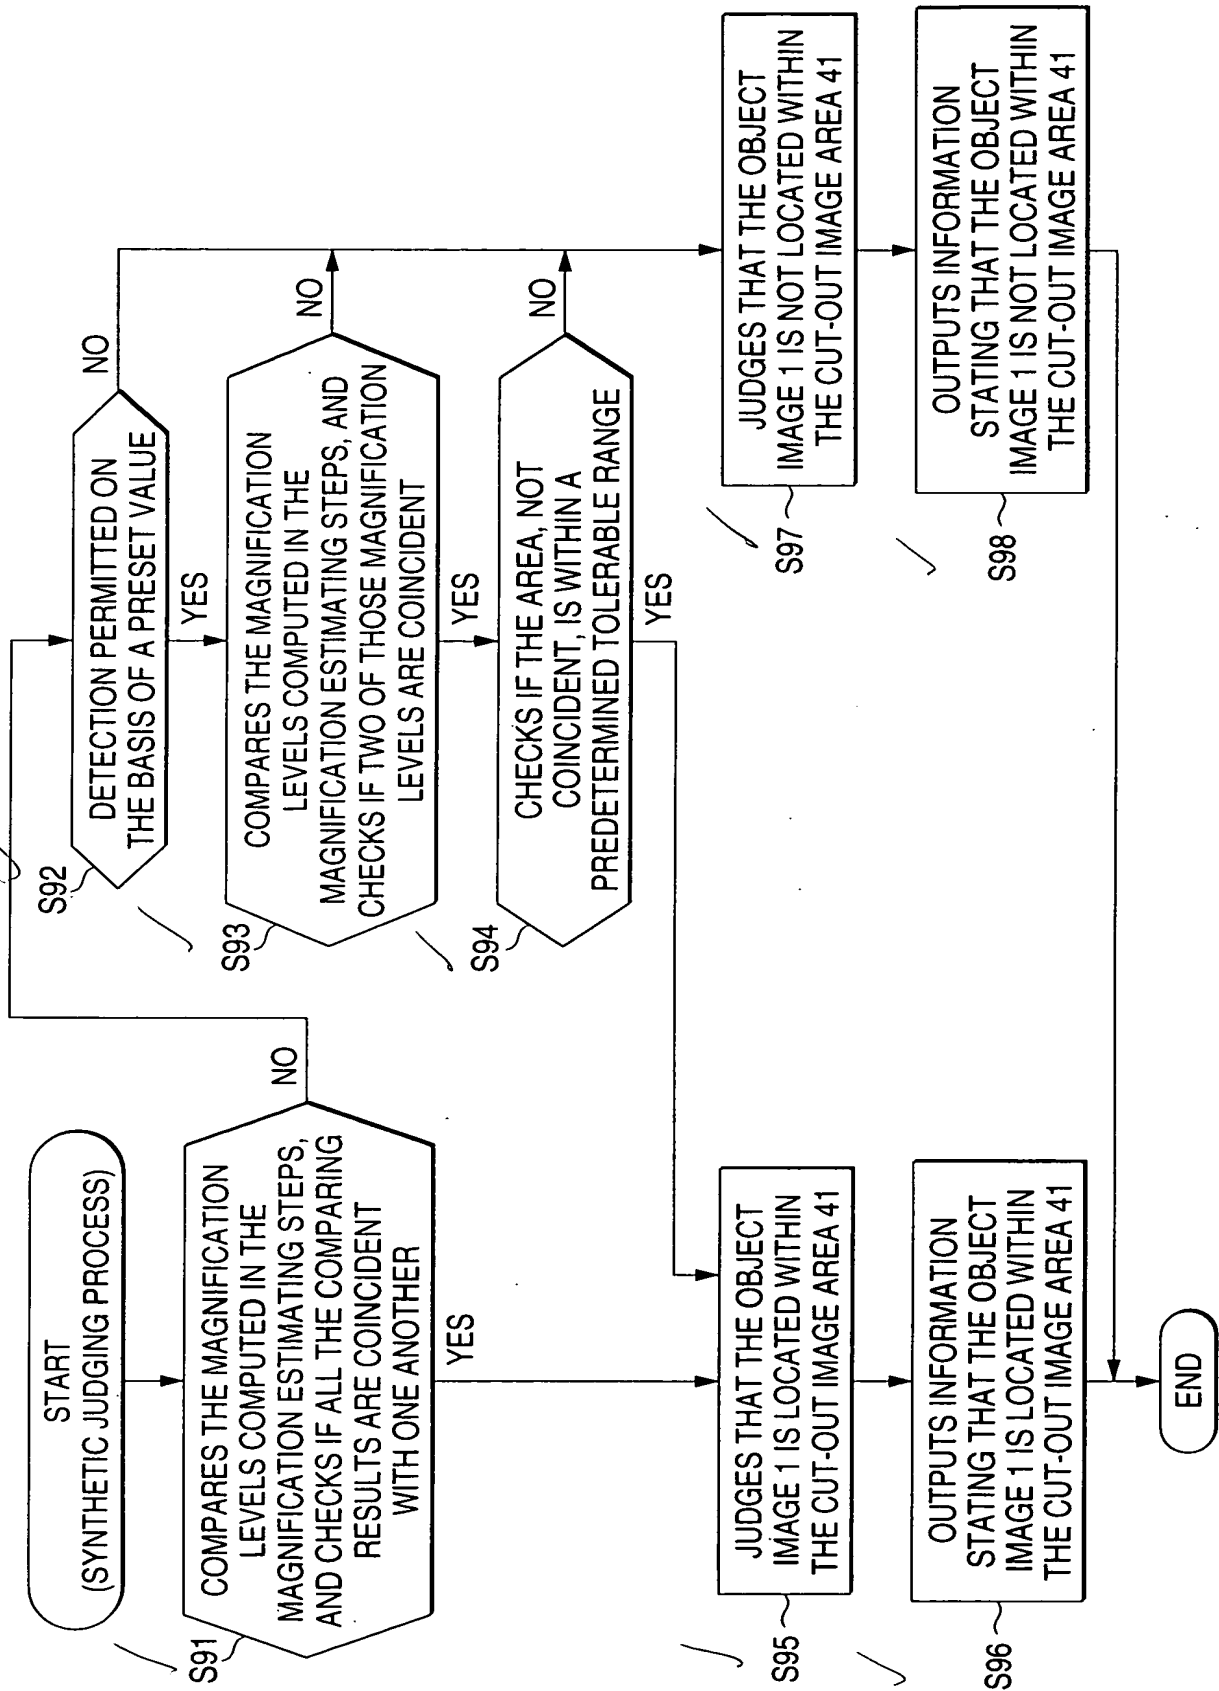 START
(SYNTHETIC JUDGING PROCESS)
S91
COMPARES THE MAGNIFICATION
LEVELS COMPUTED IN THE
MAGNIFICATION ESTIMATING STEPS,
AND CHECKS IF ALL THE COMPARING
RESULTS ARE COINCIDENT
WITH ONE ANOTHER
NO
YES
S92
DETECTION PERMITTED ON
THE BASIS OF A PRESET VALUE
NO
YES
S93
COMPARES THE MAGNIFICATION
LEVELS COMPUTED IN THE
MAGNIFICATION ESTIMATING STEPS, AND
CHECKS IF TWO OF THOSE MAGNIFICATION
LEVELS ARE COINCIDENT
NO
YES
S94
CHECKS IF THE AREA, NOT
COINCIDENT, IS WITHIN A
PREDETERMINED TOLERABLE RANGE
NO
YES
S95
JUDGES THAT THE OBJECT
IMAGE 1 IS LOCATED WITHIN
THE CUT-OUT IMAGE AREA 41
S96
OUTPUTS INFORMATION
STATING THAT THE OBJECT
IMAGE 1 IS LOCATED WITHIN
THE CUT-OUT IMAGE AREA 41
S97
JUDGES THAT THE OBJECT
IMAGE 1 IS NOT LOCATED WITHIN
THE CUT-OUT IMAGE AREA 41
S98
OUTPUTS INFORMATION
STATING THAT THE OBJECT
IMAGE 1 IS NOT LOCATED WITHIN
THE CUT-OUT IMAGE AREA 41
END